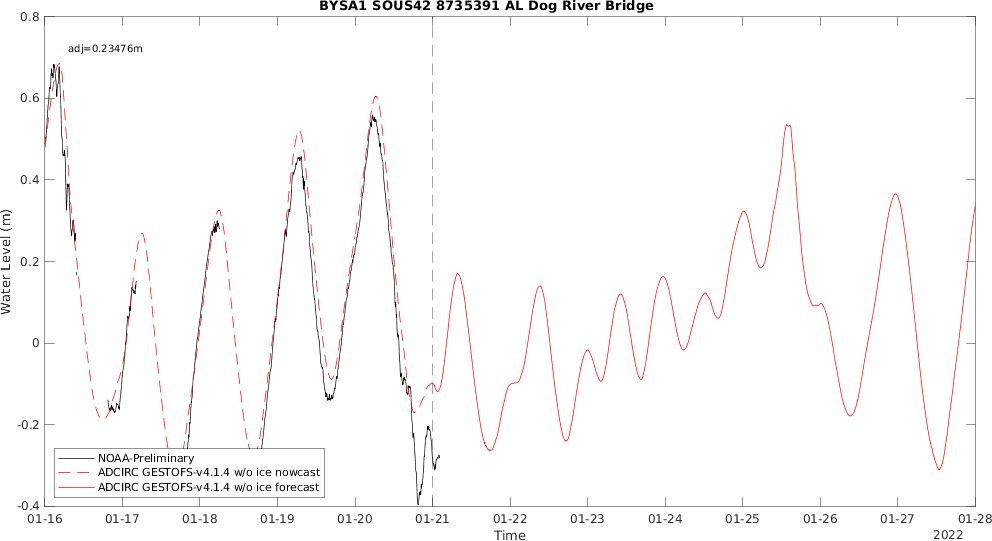 BYSA1 SOUS42 8735391 AL Dog River Bridge
0.8
adj=0.23476m
0.6
0.4
0.2
0
-0.2
-0.4
Water Level (m)
NOAA-Preliminary
ADCIRC GESTOFS-v4.1.4 w/o ice nowcast
ADCIRC GESTOFS-v4.1.4 w/o ice forecast
01-16 01-17 01-18 01-19 01-20 01-21 01-22 01-23 01-24 01-25 01-26 01-27 01-28
Time
2022